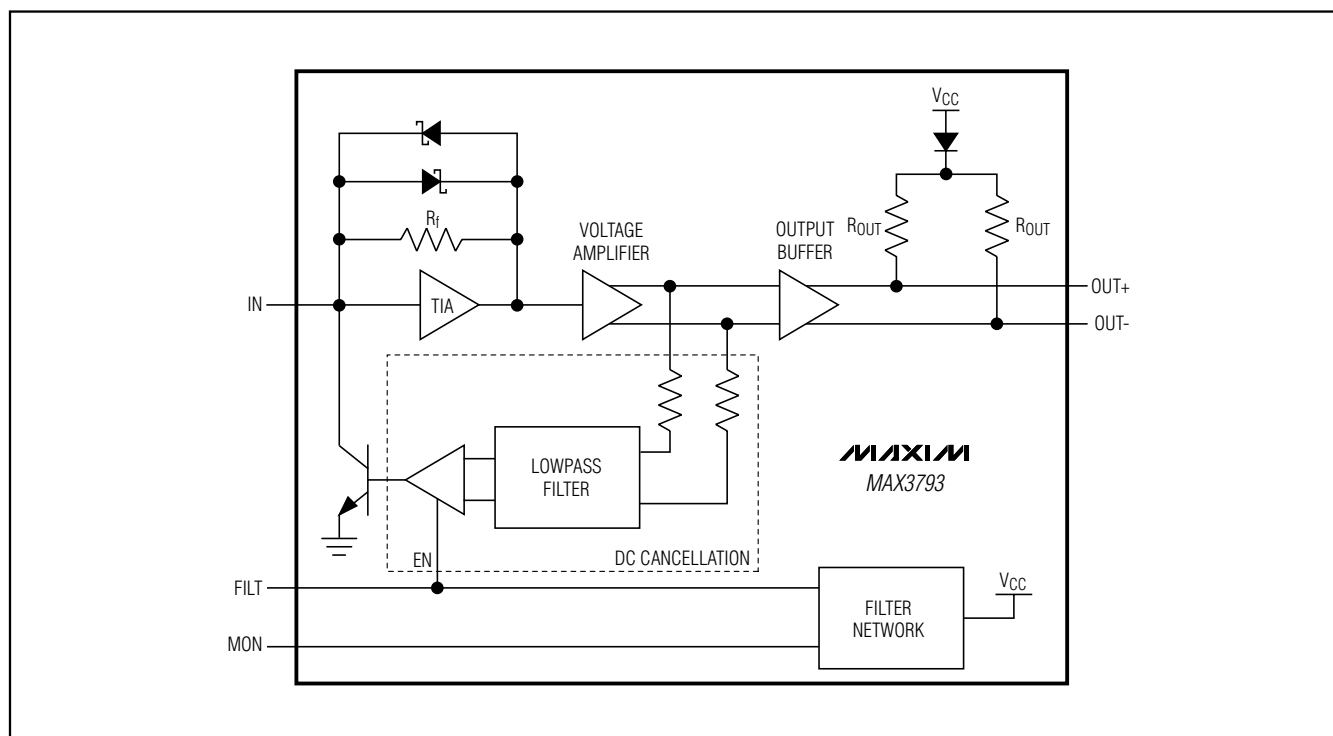 VCC
Rf
VOLTAGE
AMPLIFIER
OUTPUT
BUFFER
ROUT
ROUT
IN
TIA
OUT+
OUT-
LOWPASS
FILTER
MAXIM
MAX3793
EN
DC CANCELLATION
FILT
MON
FILTER
NETWORK
VCC